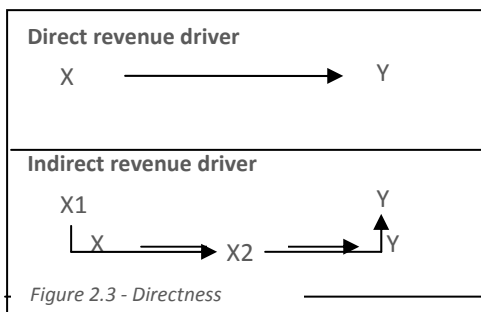 Direct revenue driver
X Y
Indirect revenue driver
X1 Y
X X2 Y
Figure 2.3 - Directness